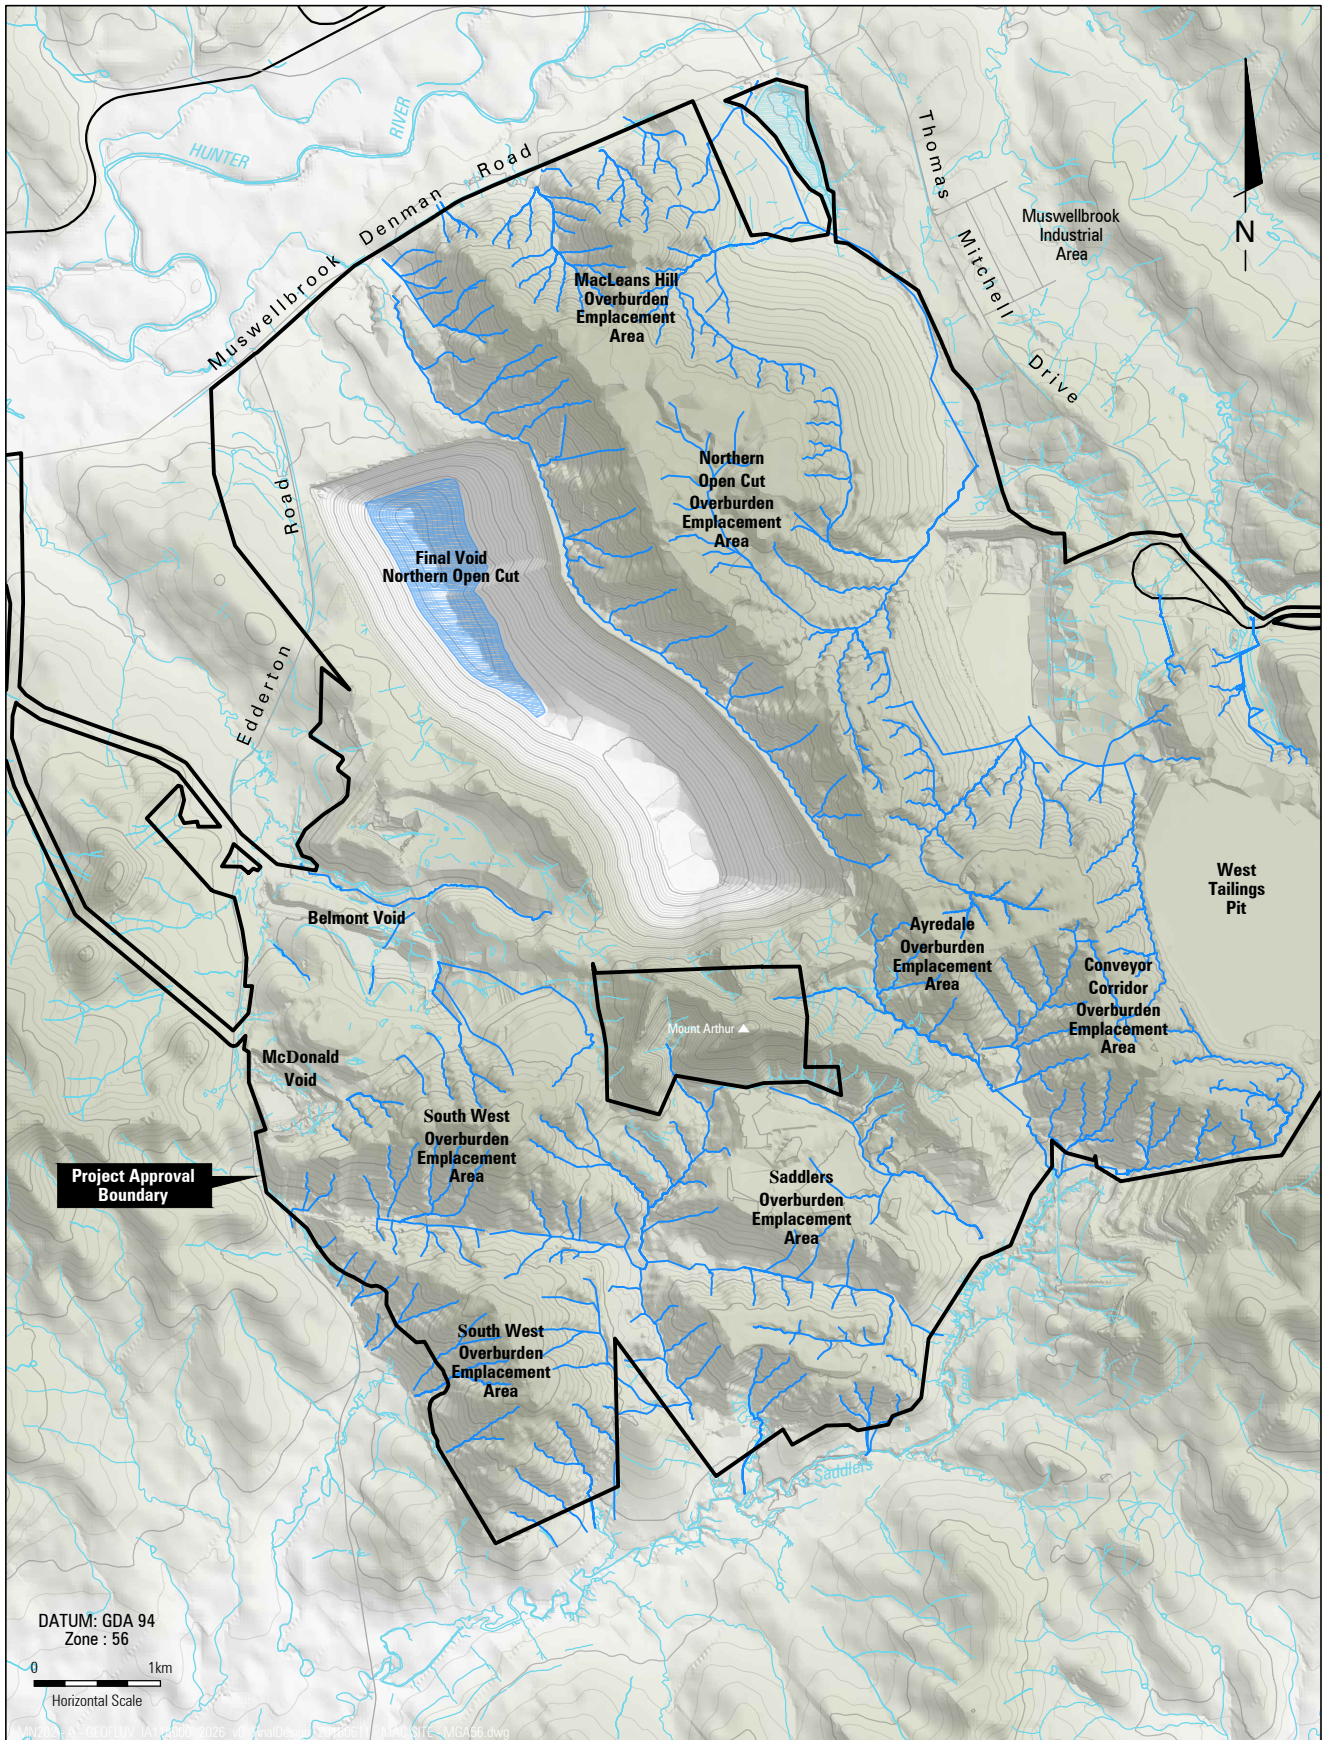 HUNTER
RIVER
Muswellbrook Denman Road
Thomas Mitchell Drive
Muswellbrook
Industrial
Area
N
MacLeans Hill
Overburden
Emplacement
Area
Northern
Open Cut
Overburden
Emplacement
Area
Final Void
Northern Open Cut
Edderton Road
West
Tailings
Pit
Belmont Void
Ayredale
Overburden
Emplacement
Area
Conveyor
Corridor
Overburden
Emplacement
Area
Mount Arthur
McDonald
Void
South West
Overburden
Emplacement
Area
Project Approval
Boundary
Saddlers
Overburden
Emplacement
Area
South West
Overburden
Emplacement
Area
Saddlers Creek
DATUM: GDA 94
Zone : 56
0 1km
Horizontal Scale